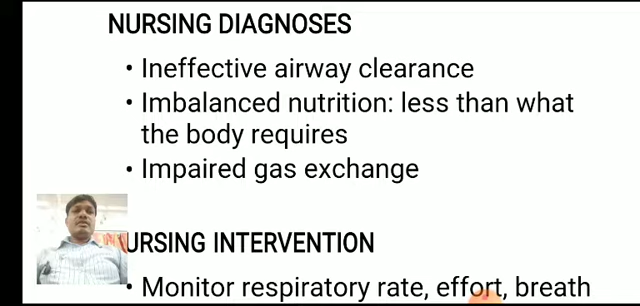 NURSING DIAGNOSES
• Ineffective airway clearance
• Imbalanced nutrition: less than what
the body requires
• Impaired gas exchange
URSING INTERVENTION
• Monitor respiratory rate, effort, breath